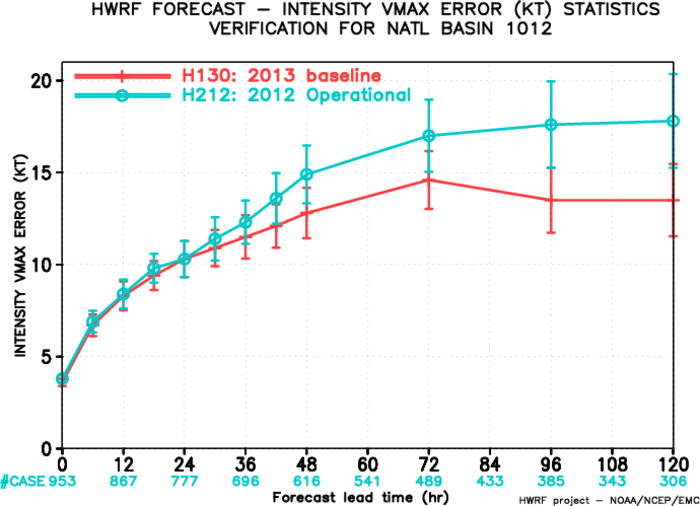 HWRF FORECAST – INTENSITY VMAX ERROR (KT) STATISTICS
VERIFICATION FOR NATL BASIN 1012
H130: 2013 baseline
H212: 2012 Operational
INTENSITY VMAX ERROR (KT)
20
15
10
5
0
0 12 24 36 48 60 72 84 96 108 120
#CASE 953 867 777 696 616 541 489 433 385 343 306
Forecast lead time (hr)
HWRF project – NOAA/NCEP/EMC